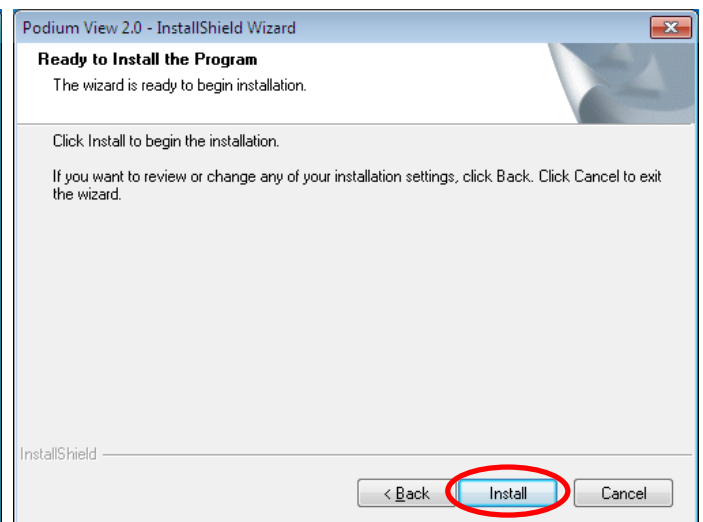 Podium View 2.0 - InstallShield Wizard
Ready to Install the Program
The wizard is ready to begin installation.
Click Install to begin the installation.
If you want to review or change any of your installation settings, click Back. Click Cancel to exit
the wizard.
InstallShield
< Back Install Cancel